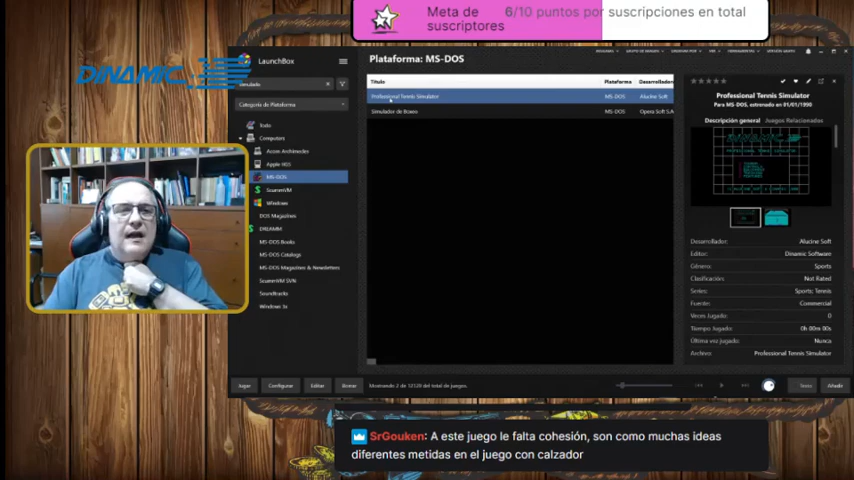 Meta de
suscriptores
6/10 puntos por suscripciones en total
DINAMIC
LaunchBox
Plataforma: MS-DOS
simulado
Título
Plataforma
Desarrollador
Categoría de Plataforma
Professional Tennis Simulator
MS-DOS
Alucine Soft
Simulador de Boxeo
MS-DOS
Opera Soft S.A
Todo
Computers
Acorn Archimedes
Apple IIGS
MS-DOS
ScummVM
Windows
DOS Magazines
DREAMM
MS-DOS Books
MS-DOS Catalogs
MS-DOS Magazines & Newsletters
ScummVM SVN
Soundtracks
Windows 3x
Professional Tennis Simulator
Para MS-DOS, estrenado en 01/01/1990
Descripción general
Juegos Relacionados
Desarrollador:
Alucine Soft
Editor:
Dinamic Software
Género:
Sports
Clasificación:
Not Rated
Series:
Sports: Tennis
Fuente:
Commercial
Veces Jugado:
0
Tiempo Jugado:
0h 00m 00s
Última vez jugado:
Nunca
Archivo:
Professional Tennis Simulator
Jugar
Configurar
Editar
Borrar
Mostrando 2 de 12129 del total de juegos.
Añadir
SrGouken: A este juego le falta cohesión, son como muchas ideas
diferentes metidas en el juego con calzador